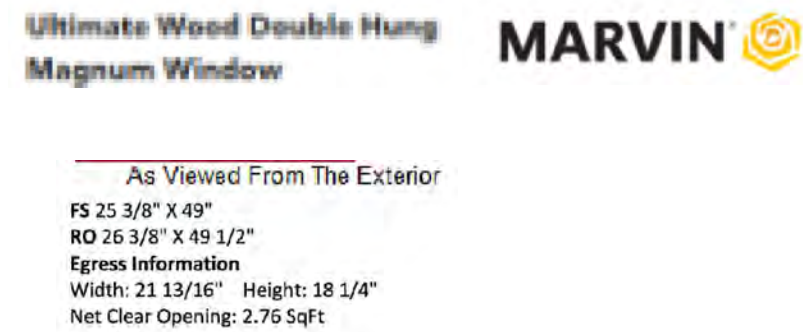 Ultimate Wood Double Hung
Magnum Window
MARVIN
As Viewed From The Exterior
FS 25 3/8" X 49"
RO 26 3/8" X 49 1/2"
Egress Information
Width: 21 13/16" Height: 18 1/4"
Net Clear Opening: 2.76 SqFt